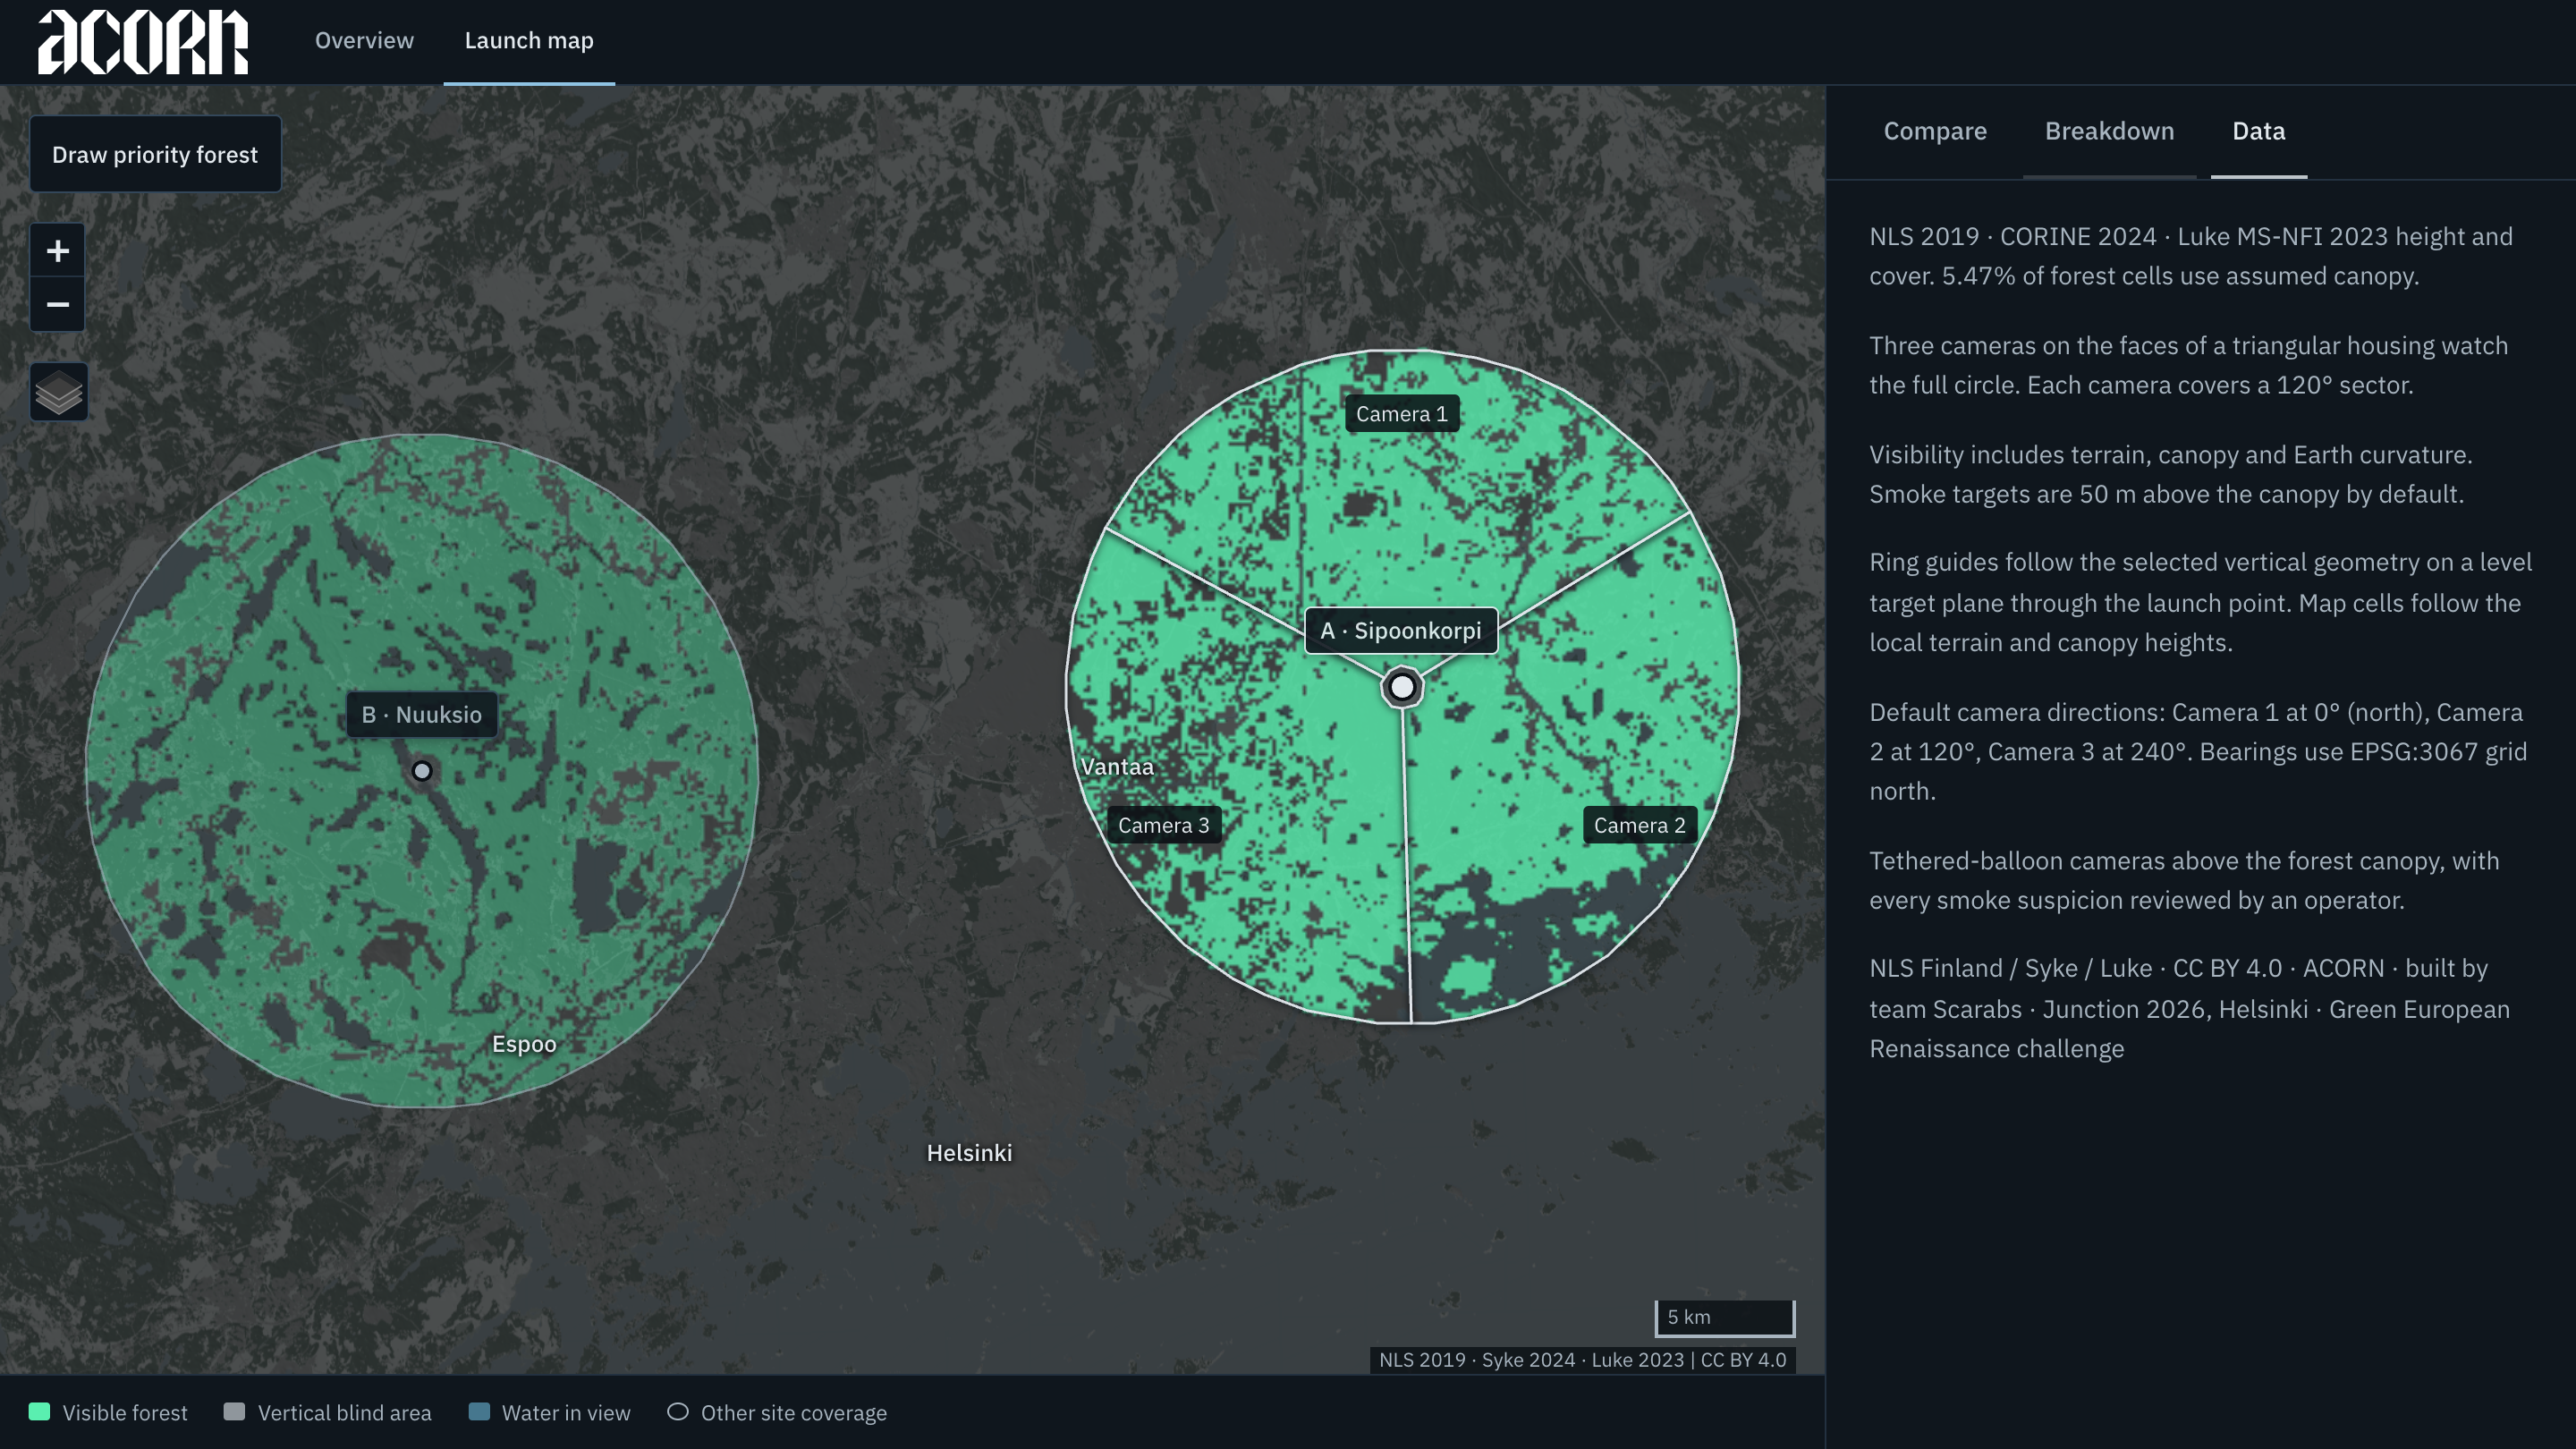 acorn
Overview
Launch map
Draw priority forest
+
−
Camera 1
A · Sipoonkorpi
B · Nuuksio
Vantaa
Camera 3
Camera 2
Espoo
Helsinki
5 km
NLS 2019 · Syke 2024 · Luke 2023 | CC BY 4.0
Visible forest
Vertical blind area
Water in view
Other site coverage
Compare
Breakdown
Data
NLS 2019 · CORINE 2024 · Luke MS-NFI 2023 height and
cover. 5.47% of forest cells use assumed canopy.
Three cameras on the faces of a triangular housing watch
the full circle. Each camera covers a 120° sector.
Visibility includes terrain, canopy and Earth curvature.
Smoke targets are 50 m above the canopy by default.
Ring guides follow the selected vertical geometry on a level
target plane through the launch point. Map cells follow the
local terrain and canopy heights.
Default camera directions: Camera 1 at 0° (north), Camera
2 at 120°, Camera 3 at 240°. Bearings use EPSG:3067 grid
north.
Tethered-balloon cameras above the forest canopy, with
every smoke suspicion reviewed by an operator.
NLS Finland / Syke / Luke · CC BY 4.0 · ACORN · built by
team Scarabs · Junction 2026, Helsinki · Green European
Renaissance challenge